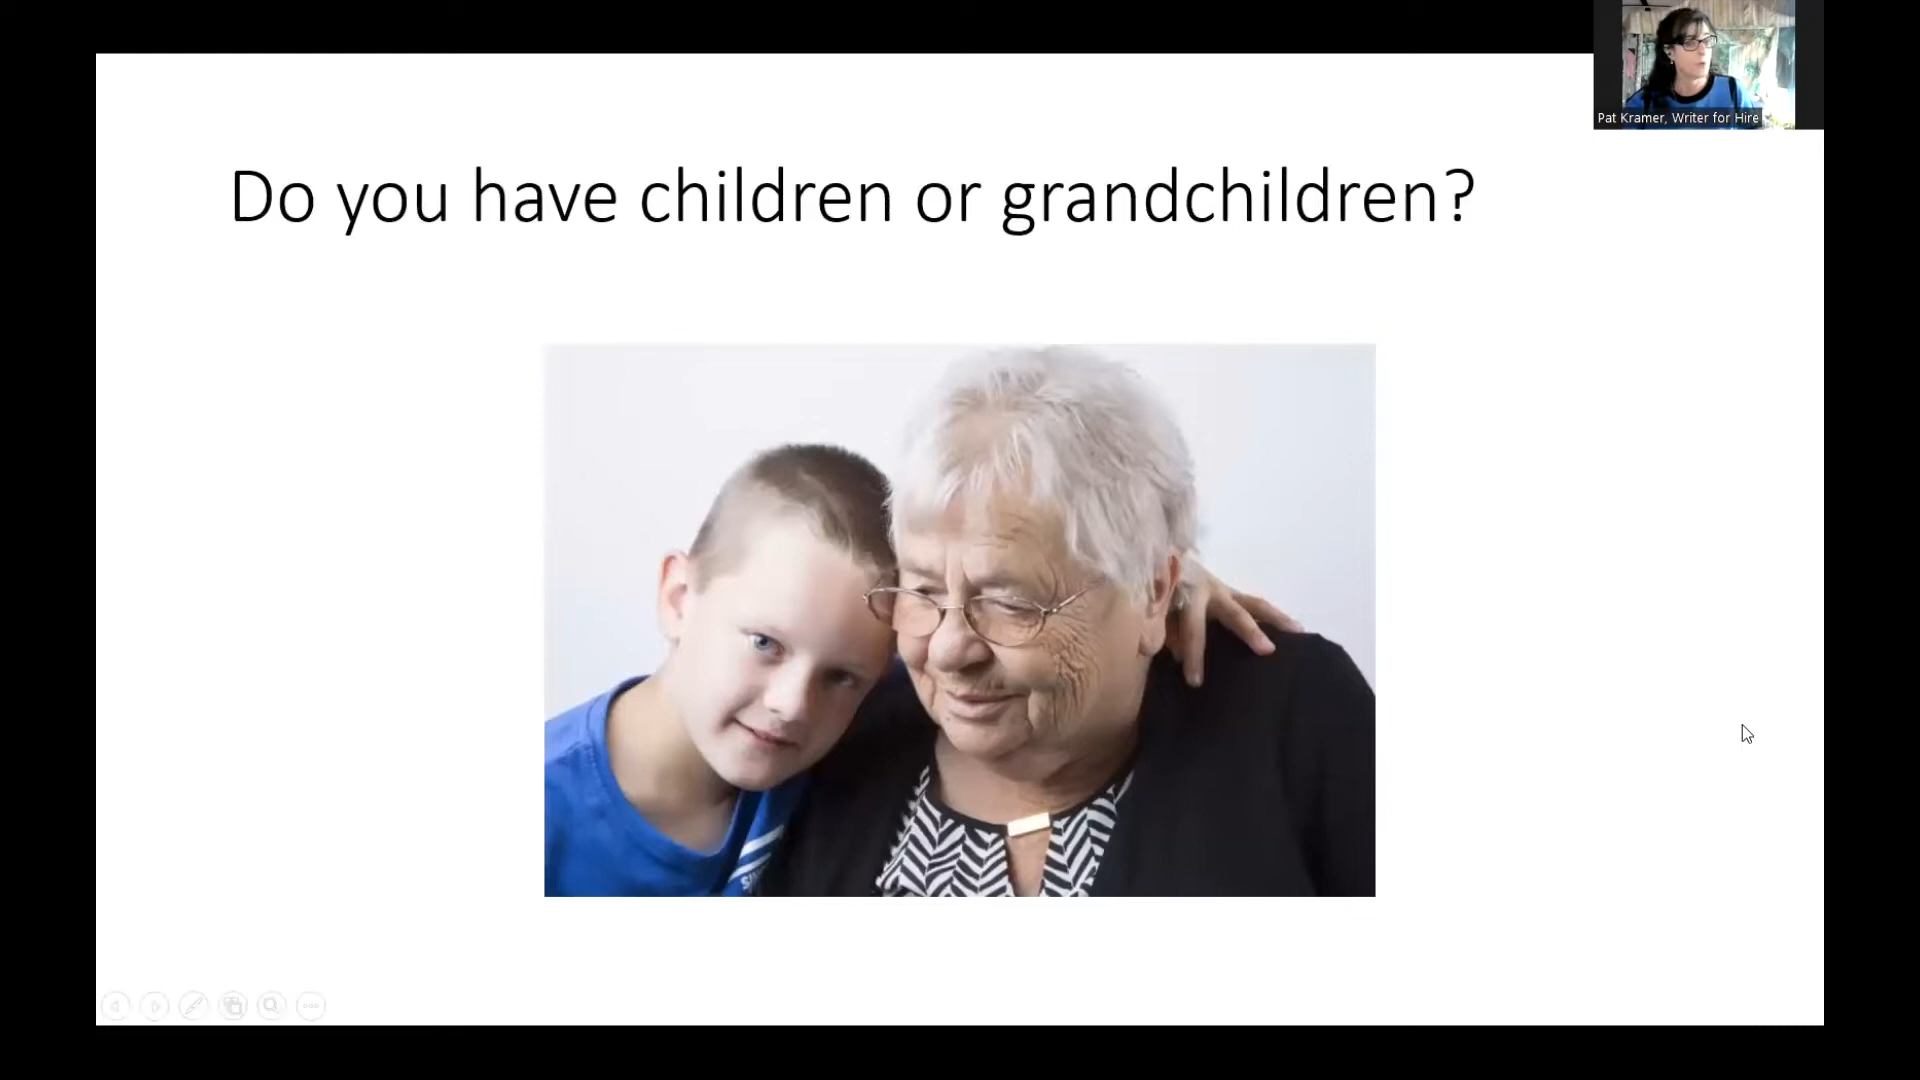 Pat Kramer, Writer for Hire
Do you have children or grandchildren?